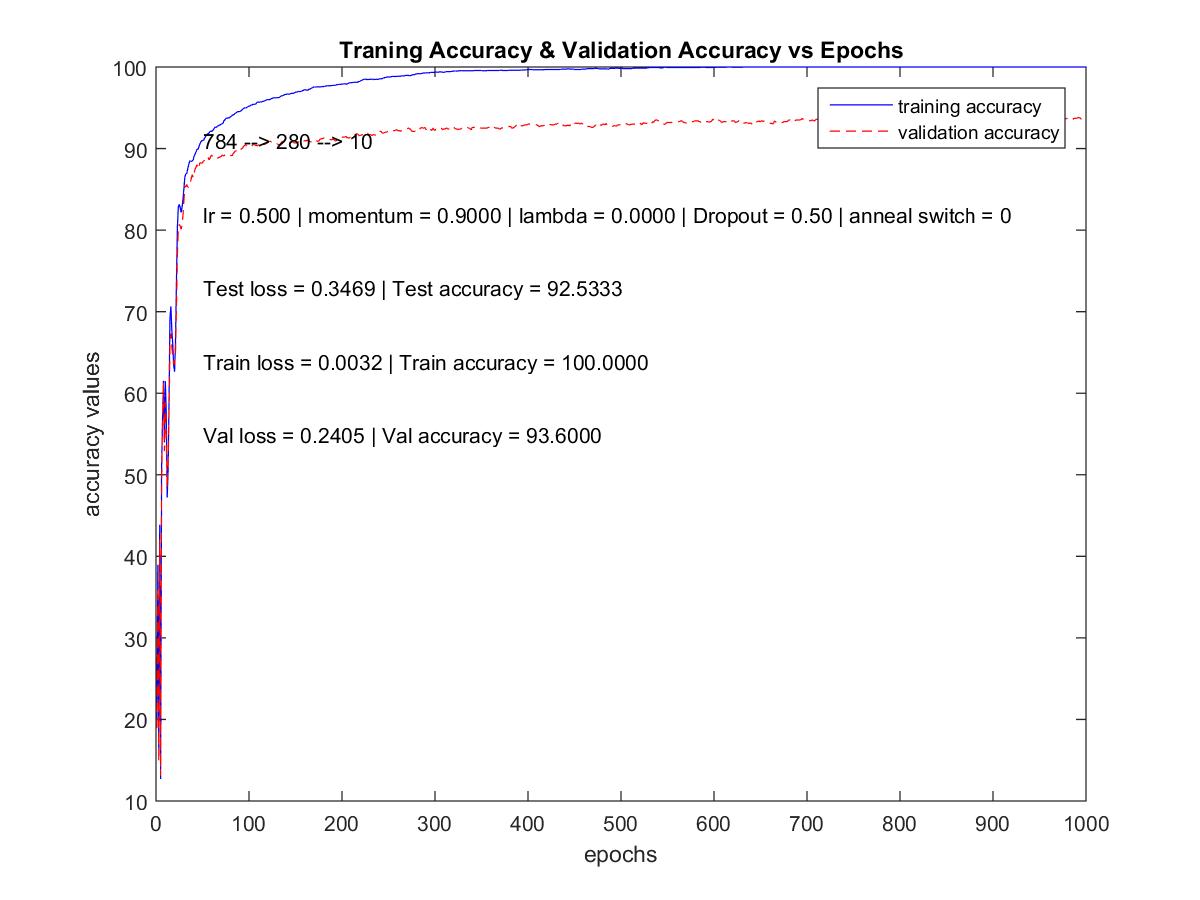 Traning Accuracy & Validation Accuracy vs Epochs
100
90
80
70
60
50
40
30
20
10
accuracy values
training accuracy
validation accuracy
784 --> 280 --> 10
lr = 0.500 | momentum = 0.9000 | lambda = 0.0000 | Dropout = 0.50 | anneal switch = 0
Test loss = 0.3469 | Test accuracy = 92.5333
Train loss = 0.0032 | Train accuracy = 100.0000
Val loss = 0.2405 | Val accuracy = 93.6000
0 100 200 300 400 500 600 700 800 900 1000
epochs